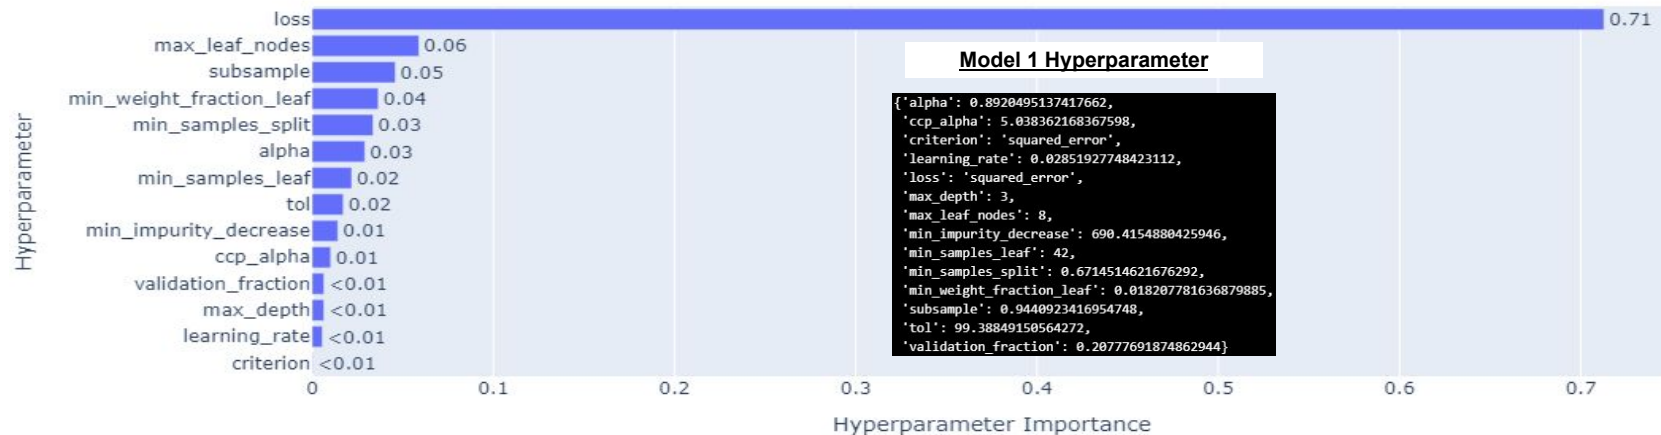 loss 0.71
max_leaf_nodes 0.06
subsample 0.05
min_weight_fraction_leaf 0.04
min_samples_split 0.03
alpha 0.03
min_samples_leaf 0.02
tol 0.02
min_impurity_decrease 0.01
ccp_alpha 0.01
validation_fraction <0.01
max_depth <0.01
learning_rate <0.01
criterion <0.01
Hyperparameter
0 0.1 0.2 0.3 0.4 0.5 0.6 0.7
Hyperparameter Importance
Model 1 Hyperparameter
{'alpha': 0.8920495137417662,
'ccp_alpha': 5.038362168367598,
'criterion': 'squared_error',
'learning_rate': 0.02851927748423112,
'loss': 'squared_error',
'max_depth': 3,
'max_leaf_nodes': 8,
'min_impurity_decrease': 690.4154880425946,
'min_samples_leaf': 42,
'min_samples_split': 0.6714514621676292,
'min_weight_fraction_leaf': 0.018207781636879885,
'subsample': 0.9440923416954748,
'tol': 99.38849150564272,
'validation_fraction': 0.20777691874862944}